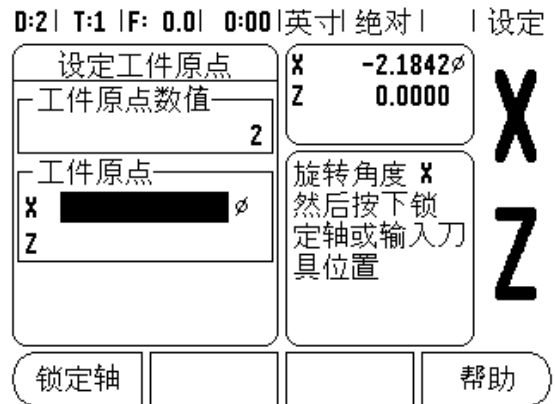 D:2 | T:1 |F: 0.0| 0:00 |英寸| 绝对 | | 设定
设定工件原点
工件原点数值
2
工件原点
X ⌀
Z
X -2.1842⌀
Z 0.0000
旋转角度 X
然后按下锁
定轴或输入刀
具位置
X
Z
锁定轴
帮助